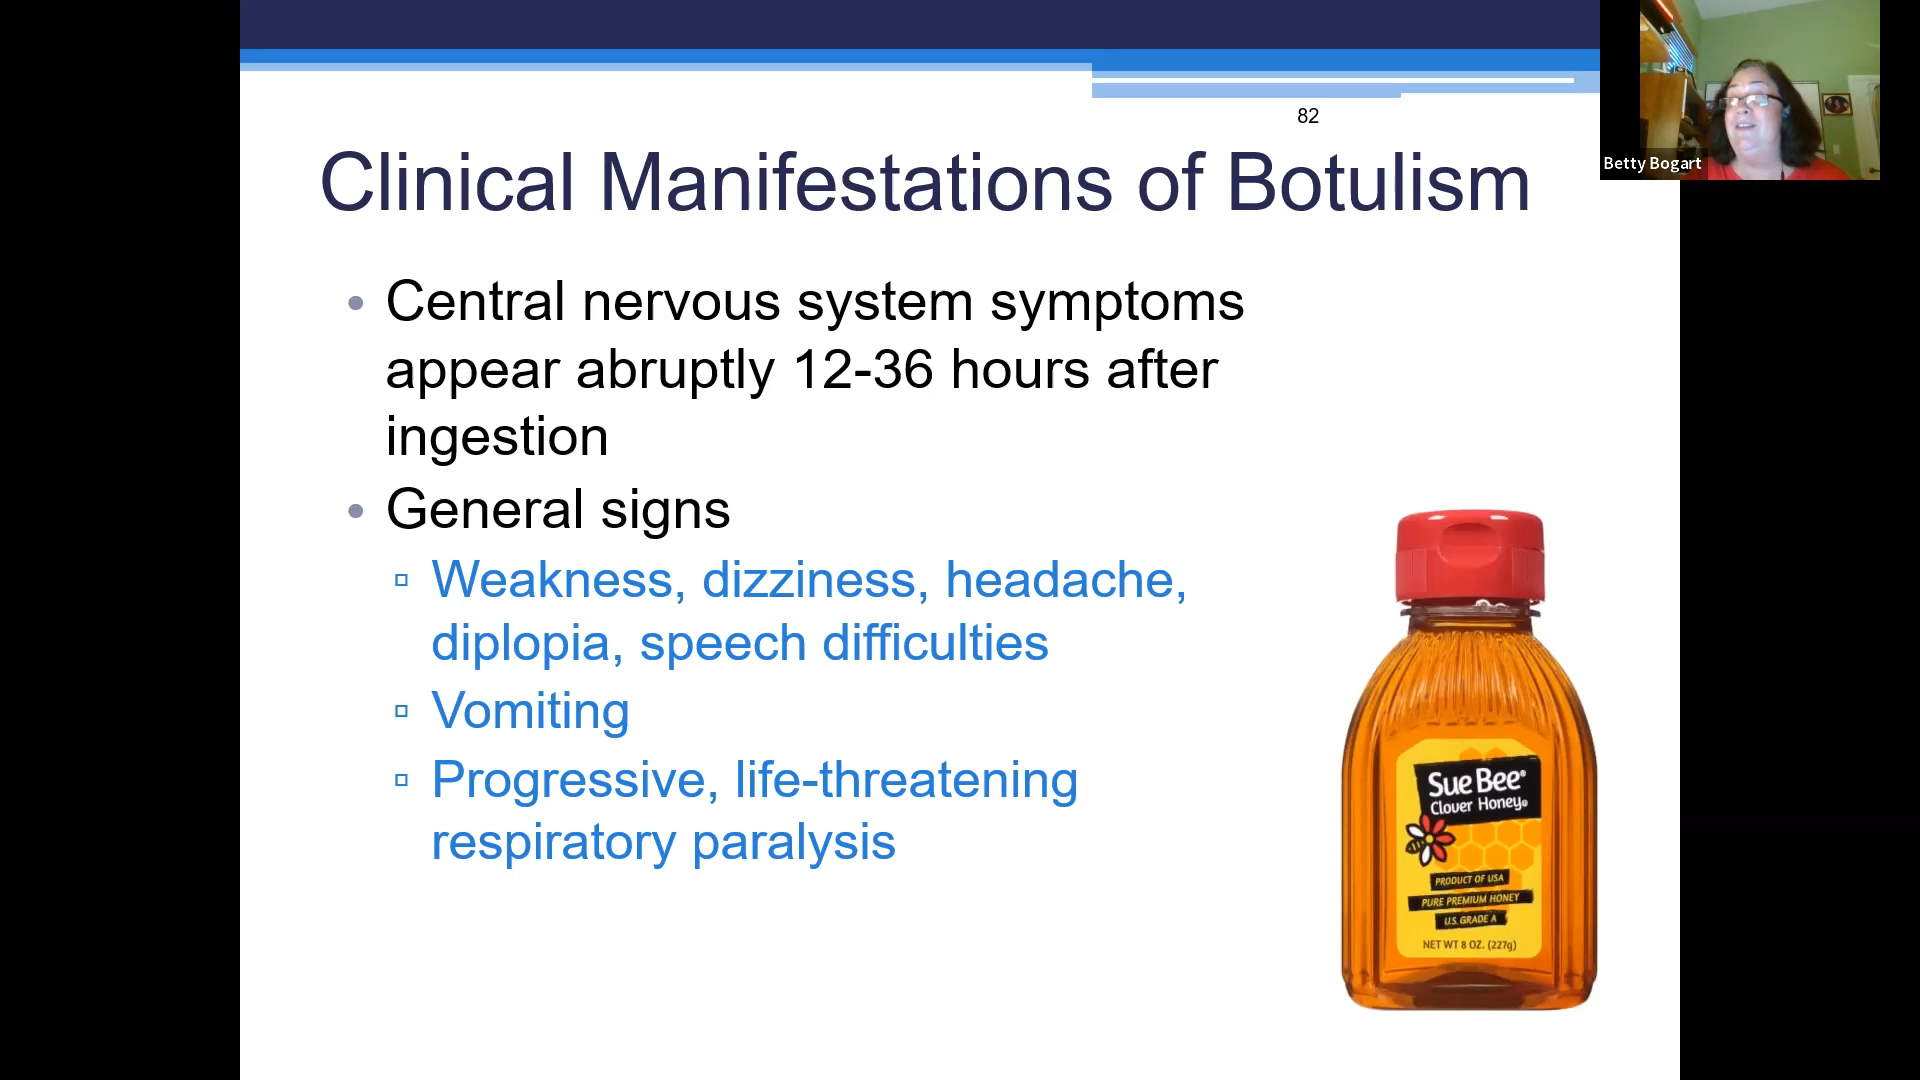 82
Betty Bogart
Clinical Manifestations of Botulism
• Central nervous system symptoms
appear abruptly 12-36 hours after
ingestion
• General signs
▫ Weakness, dizziness, headache,
diplopia, speech difficulties
▫ Vomiting
▫ Progressive, life-threatening
respiratory paralysis
Sue Bee®
Clover Honey®
PRODUCT OF USA
PURE PREMIUM HONEY
U.S. GRADE A
NET WT 8 OZ. (227g)